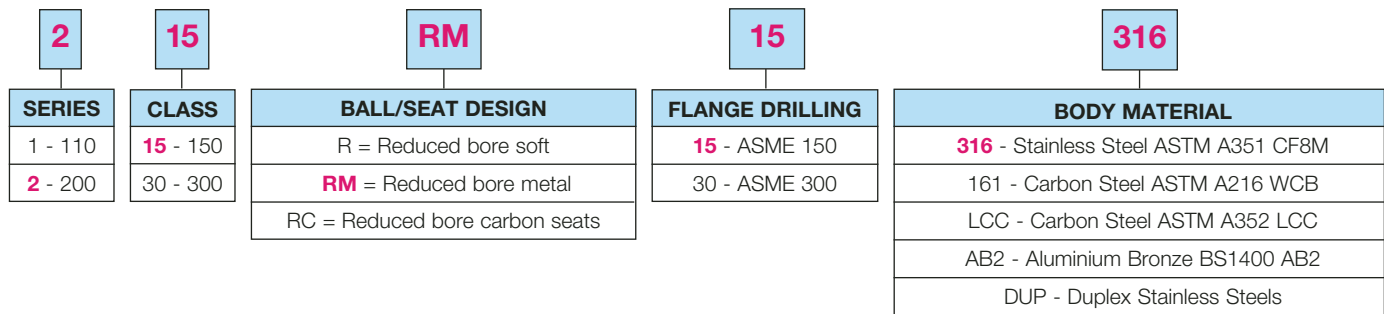 2 15 RM 15 316
SERIES CLASS BALL/SEAT DESIGN FLANGE DRILLING BODY MATERIAL
1 - 110 15 - 150 R = Reduced bore soft 15 - ASME 150 316 - Stainless Steel ASTM A351 CF8M
2 - 200 30 - 300 RM = Reduced bore metal 30 - ASME 300 161 - Carbon Steel ASTM A216 WCB
RC = Reduced bore carbon seats LCC - Carbon Steel ASTM A352 LCC
AB2 - Aluminium Bronze BS1400 AB2
DUP - Duplex Stainless Steels